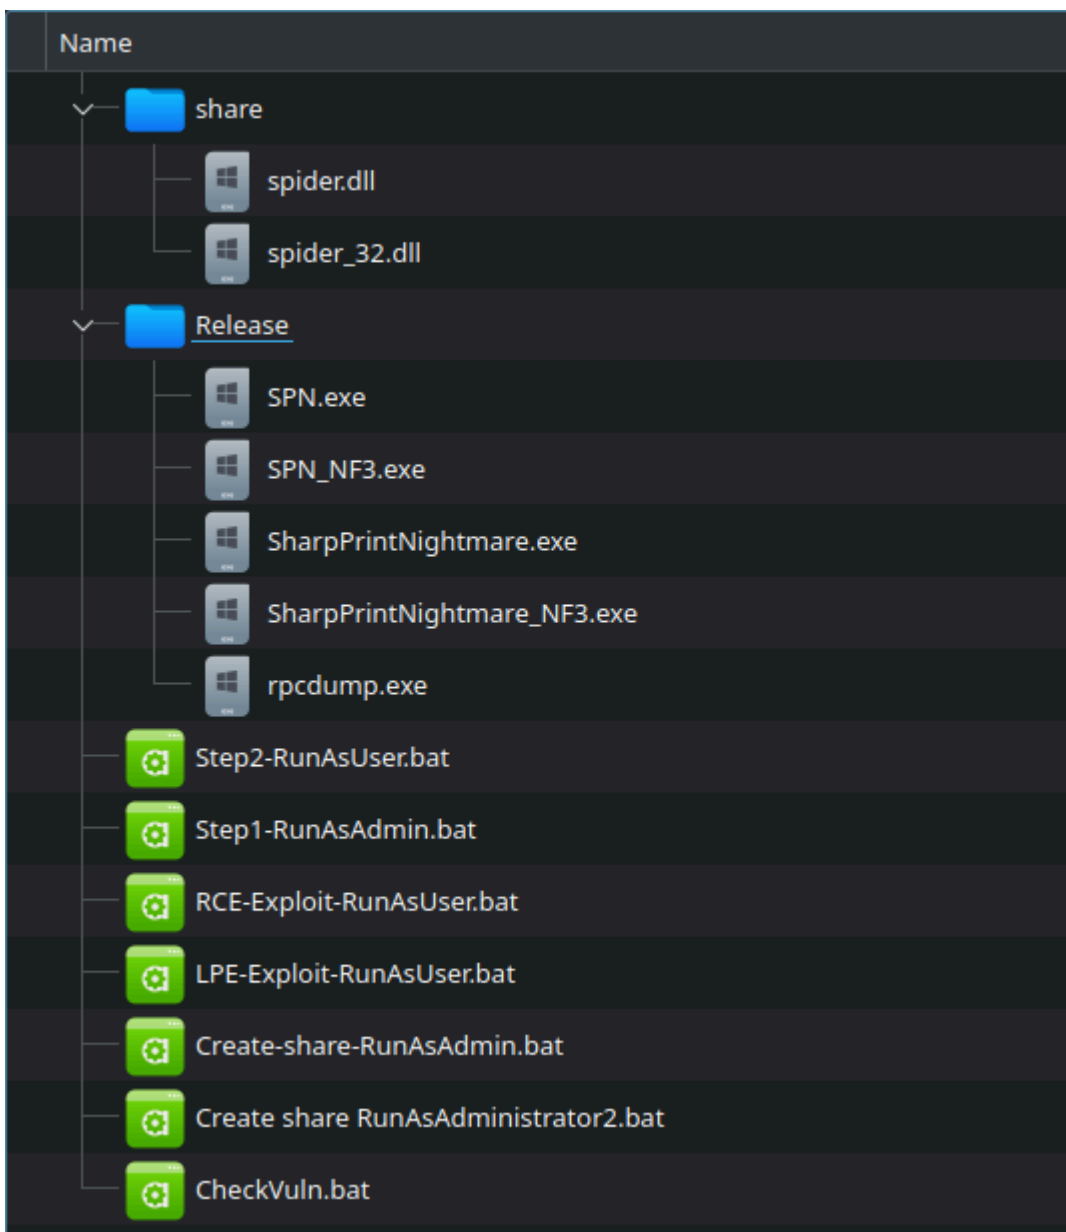 Name
share
spider.dll
spider_32.dll
Release
SPN.exe
SPN_NF3.exe
SharpPrintNightmare.exe
SharpPrintNightmare_NF3.exe
rpcdump.exe
Step2-RunAsUser.bat
Step1-RunAsAdmin.bat
RCE-Exploit-RunAsUser.bat
LPE-Exploit-RunAsUser.bat
Create-share-RunAsAdmin.bat
Create share RunAsAdministrator2.bat
CheckVuln.bat